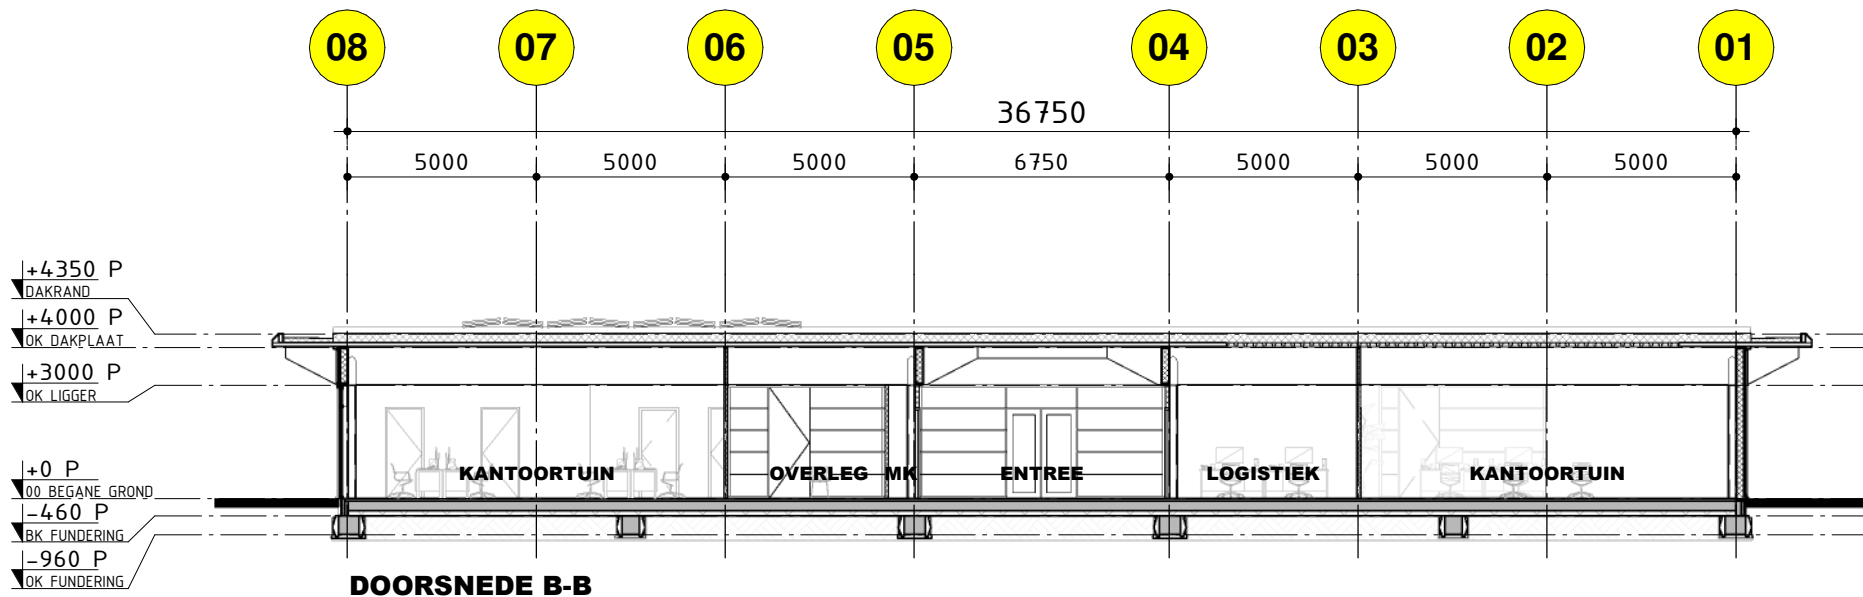 08 07 06 05 04 03 02 01
36750
5000 5000 5000 6750 5000 5000 5000
+4350 P
DAKRAND
+4000 P
OK DAKPLAAT
+3000 P
OK LIGGER
+0 P
00 BEGANE GROND
-460 P
BK FUNDERING
-960 P
OK FUNDERING
KANTOORTUIN OVERLEG MK ENTREE LOGISTIEK KANTOORTUIN
DOORSNEDE B-B